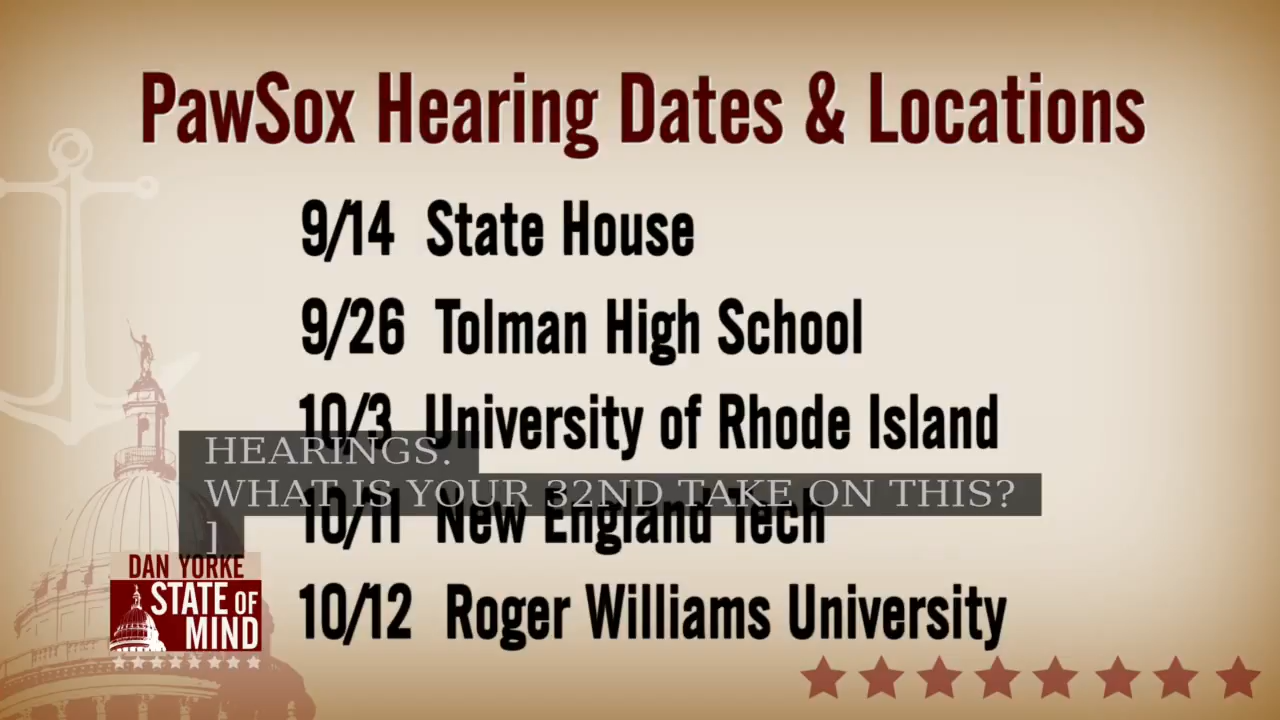 PawSox Hearing Dates & Locations
9/14 State House
9/26 Tolman High School
10/3 University of Rhode Island
HEARINGS.
WHAT IS YOUR 32ND TAKE ON THIS?
10/11 New England Tech
]
10/12 Roger Williams University
DAN YORKE
STATE OF
MIND